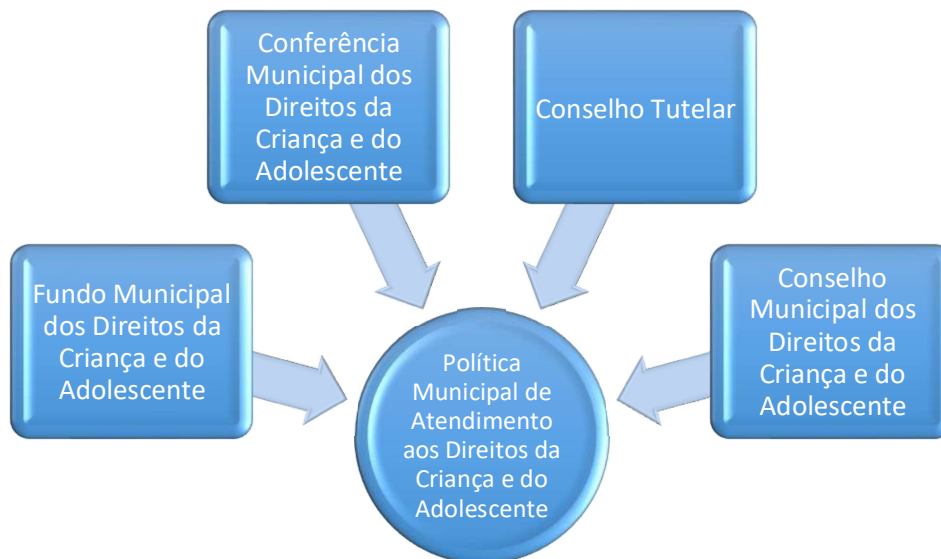 Conferência
Municipal dos
Direitos da
Criança e do
Adolescente
Conselho Tutelar
Fundo Municipal
dos Direitos da
Criança e do
Adolescente
Conselho
Municipal dos
Direitos da
Criança e do
Adolescente
Política
Municipal de
Atendimento
aos Direitos da
Criança e do
Adolescente